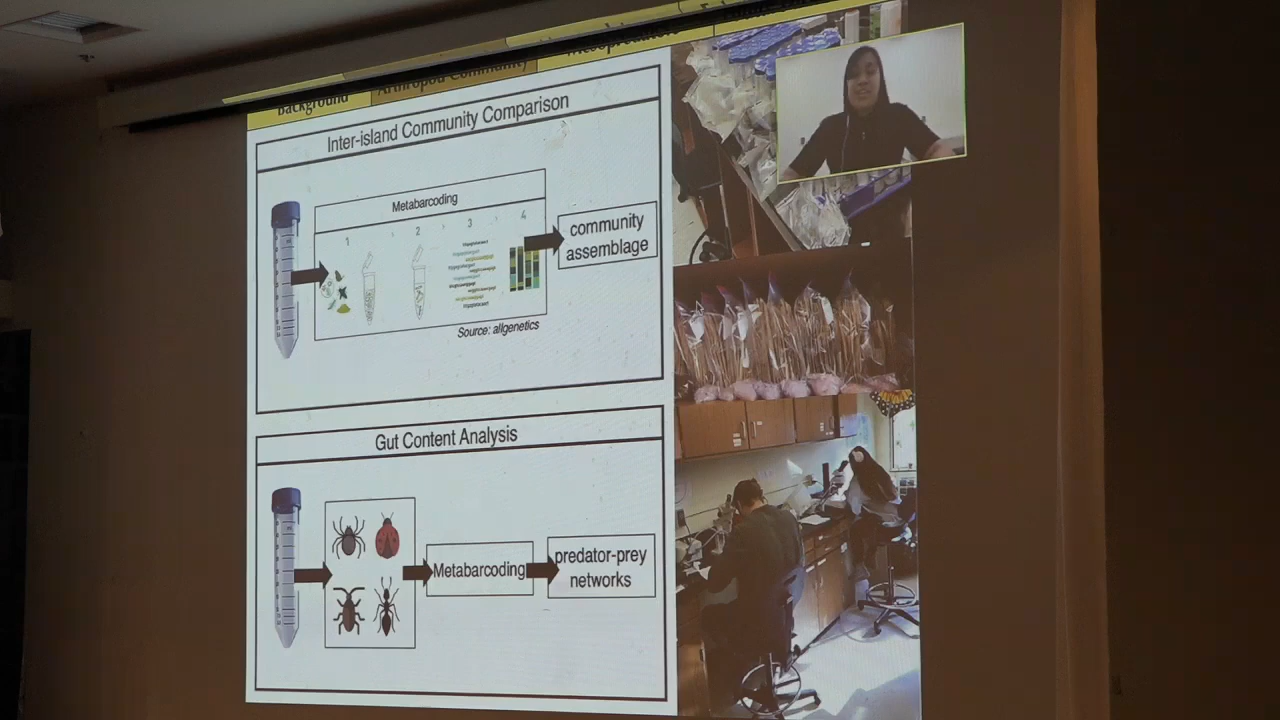 Background
Arthropod Community
Mesopredators
Inter-island Community Comparison
Metabarcoding
1
2
3
4
community
assemblage
Source: allgenetics
Gut Content Analysis
Metabarcoding
predator-prey
networks